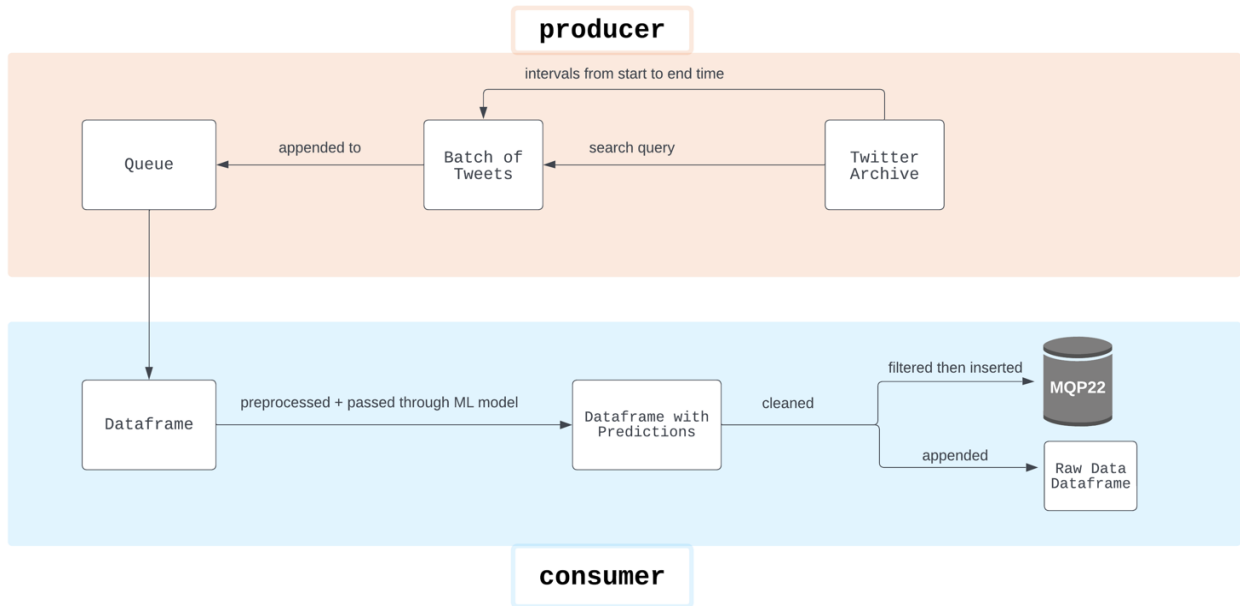 producer
intervals from start to end time
Queue
appended to
Batch of
Tweets
search query
Twitter
Archive
Dataframe
preprocessed + passed through ML model
Dataframe with
Predictions
cleaned
filtered then inserted
MQP22
appended
Raw Data
Dataframe
consumer